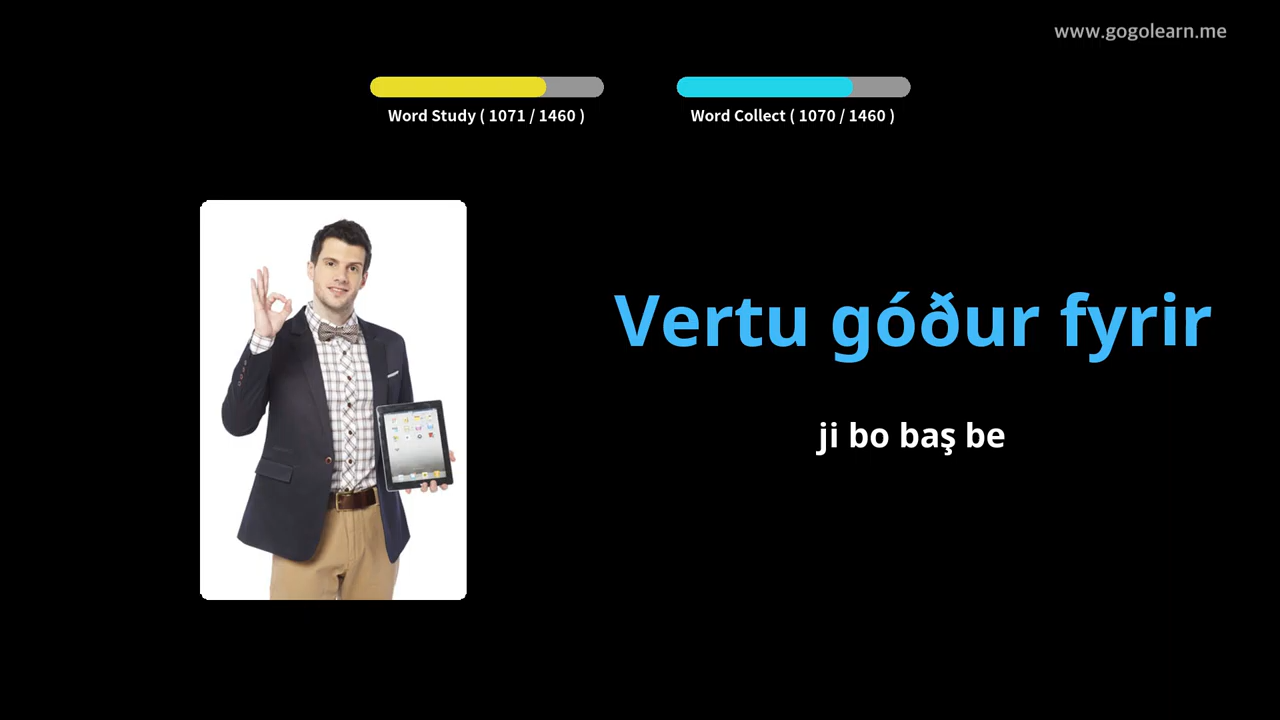 www.gogolearn.me
Word Study ( 1071 / 1460 )
Word Collect ( 1070 / 1460 )
Vertu góður fyrir
ji bo baş be